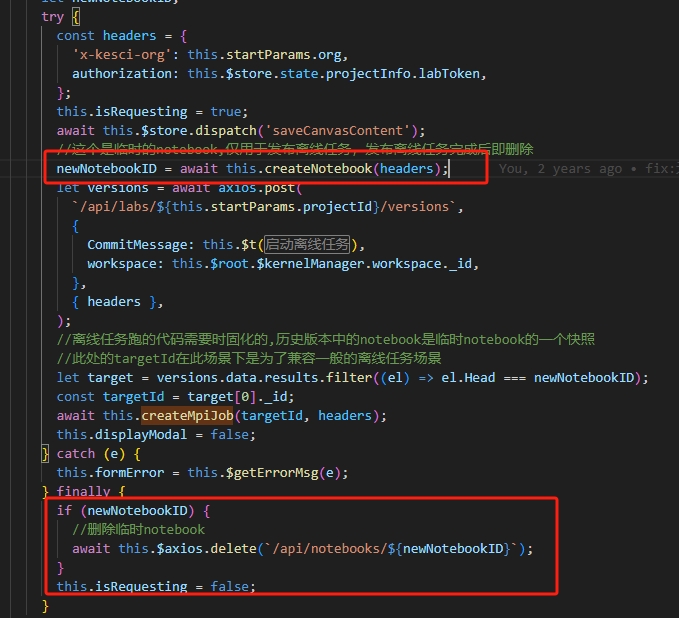 let newNotebookID;
try {
const headers = {
'x-kesci-org': this.startParams.org,
authorization: this.$store.state.projectInfo.labToken,
};
this.isRequesting = true;
await this.$store.dispatch('saveCanvasContent');
//这个是临时的notebook,仅用于发布离线任务, 发布离线任务完成后即删除
newNotebookID = await this.createNotebook(headers); You, 2 years ago • fix:
let versions = await axios.post(
`/api/labs/${this.startParams.projectId}/versions`,
{
CommitMessage: this.$t(启动离线任务),
workspace: this.$root.$kernelManager.workspace._id,
},
{ headers },
);
//离线任务跑的代码需要时固化的,历史版本中的notebook是临时notebook的一个快照
//此处的targetId在此场景下是为了兼容一般的离线任务场景
let target = versions.data.results.filter((el) => el.Head === newNotebookID);
const targetId = target[0]._id;
await this.createMpiJob(targetId, headers);
this.displayModal = false;
} catch (e) {
this.formError = this.$getErrorMsg(e);
} finally {
if (newNotebookID) {
//删除临时notebook
await this.$axios.delete(`/api/notebooks/${newNotebookID}`);
}
this.isRequesting = false;
}